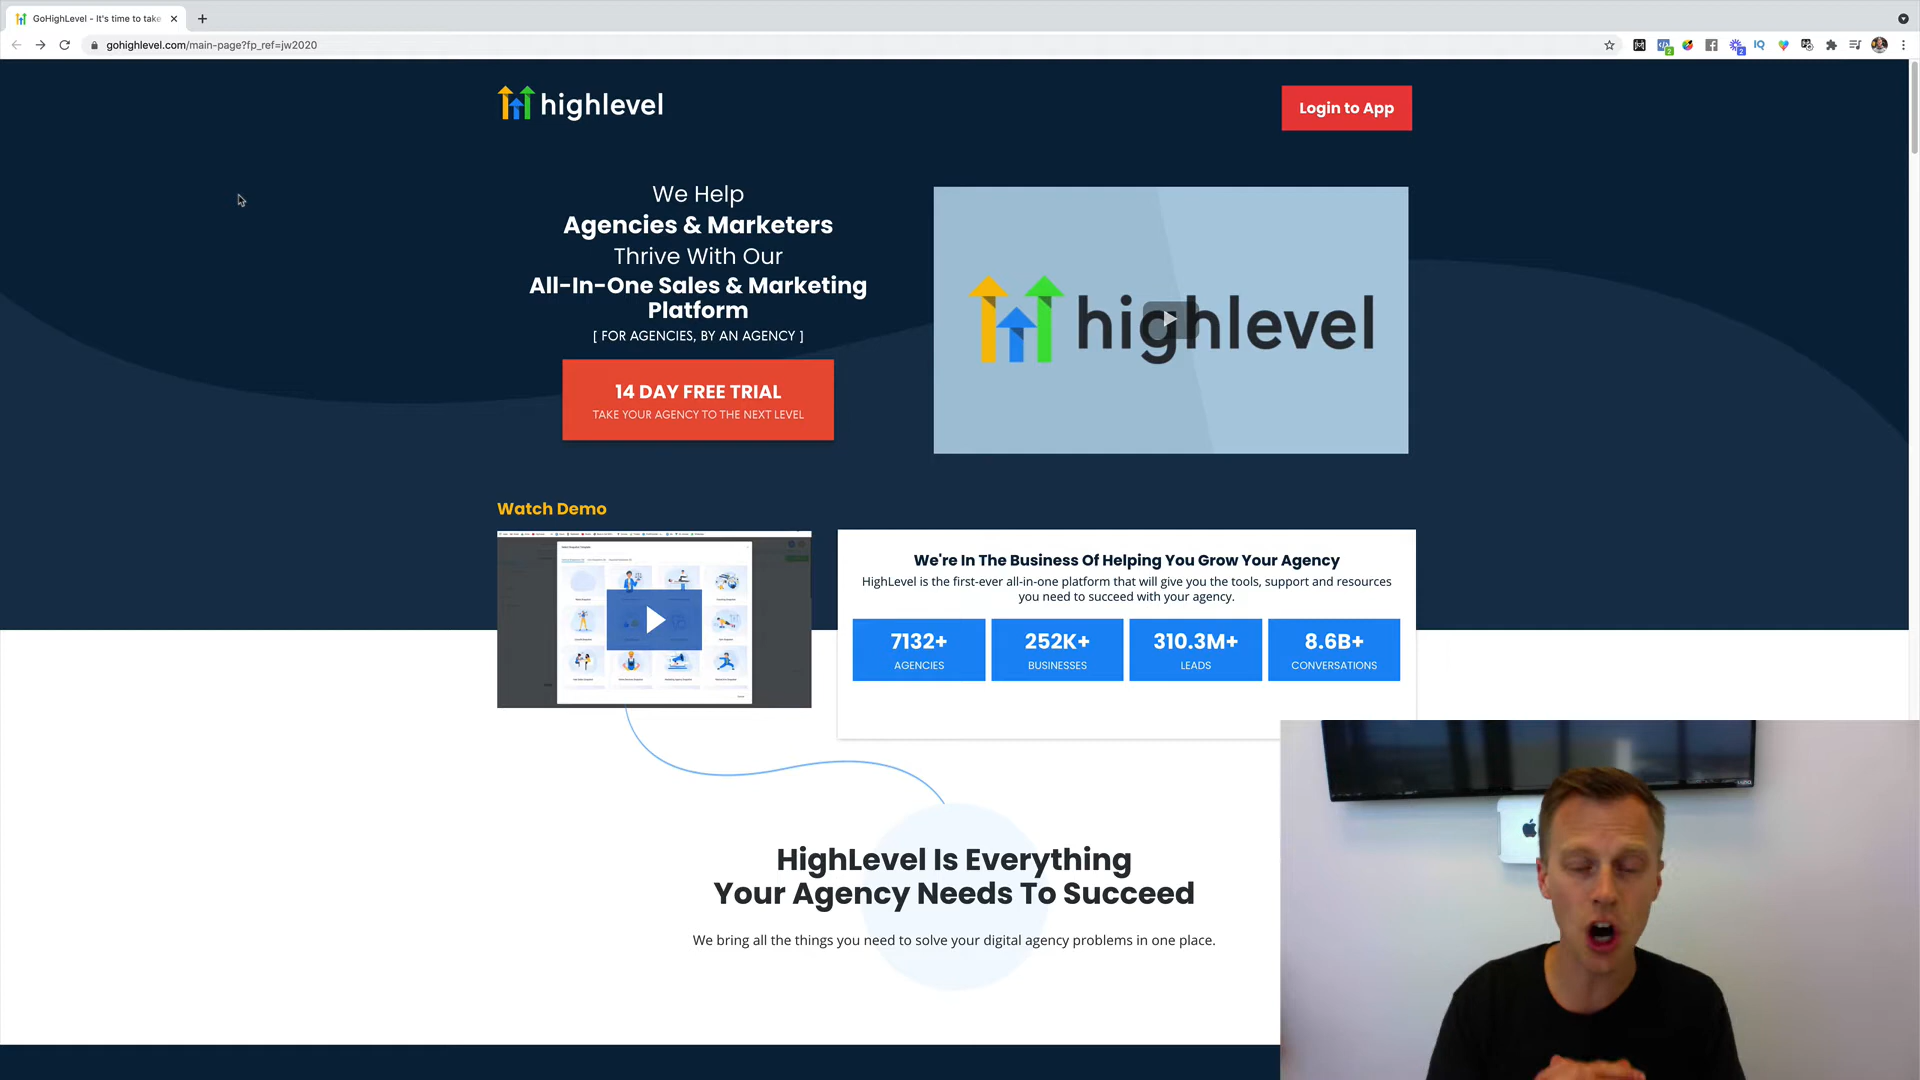 GoHighLevel - It's time to take
gohighlevel.com/main-page?fp_ref=jw2020
highlevel
Login to App
We Help
Agencies & Marketers
Thrive With Our
All-In-One Sales & Marketing
Platform
[ FOR AGENCIES, BY AN AGENCY ]
14 DAY FREE TRIAL
TAKE YOUR AGENCY TO THE NEXT LEVEL
highlevel
Watch Demo
We're In The Business Of Helping You Grow Your Agency
HighLevel is the first-ever all-in-one platform that will give you the tools, support and resources
you need to succeed with your agency.
7132+
AGENCIES
252K+
BUSINESSES
310.3M+
LEADS
8.6B+
CONVERSATIONS
HighLevel Is Everything
Your Agency Needs To Succeed
We bring all the things you need to solve your digital agency problems in one place.